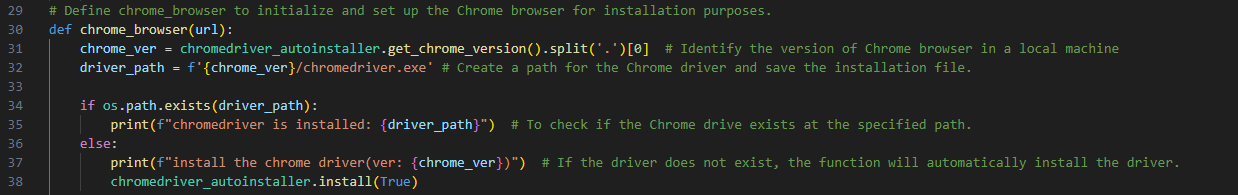 29 # Define chrome_browser to initialize and set up the Chrome browser for installation purposes.
30 def chrome_browser(url):
31     chrome_ver = chromedriver_autoinstaller.get_chrome_version().split('.')[0]  # Identify the version of Chrome browser in a local machine
32     driver_path = f'{chrome_ver}/chromedriver.exe' # Create a path for the Chrome driver and save the installation file.
33
34     if os.path.exists(driver_path):
35         print(f"chromedriver is installed: {driver_path}")  # To check if the Chrome drive exists at the specified path.
36     else:
37         print(f"install the chrome driver(ver: {chrome_ver})")  # If the driver does not exist, the function will automatically install the driver.
38         chromedriver_autoinstaller.install(True)